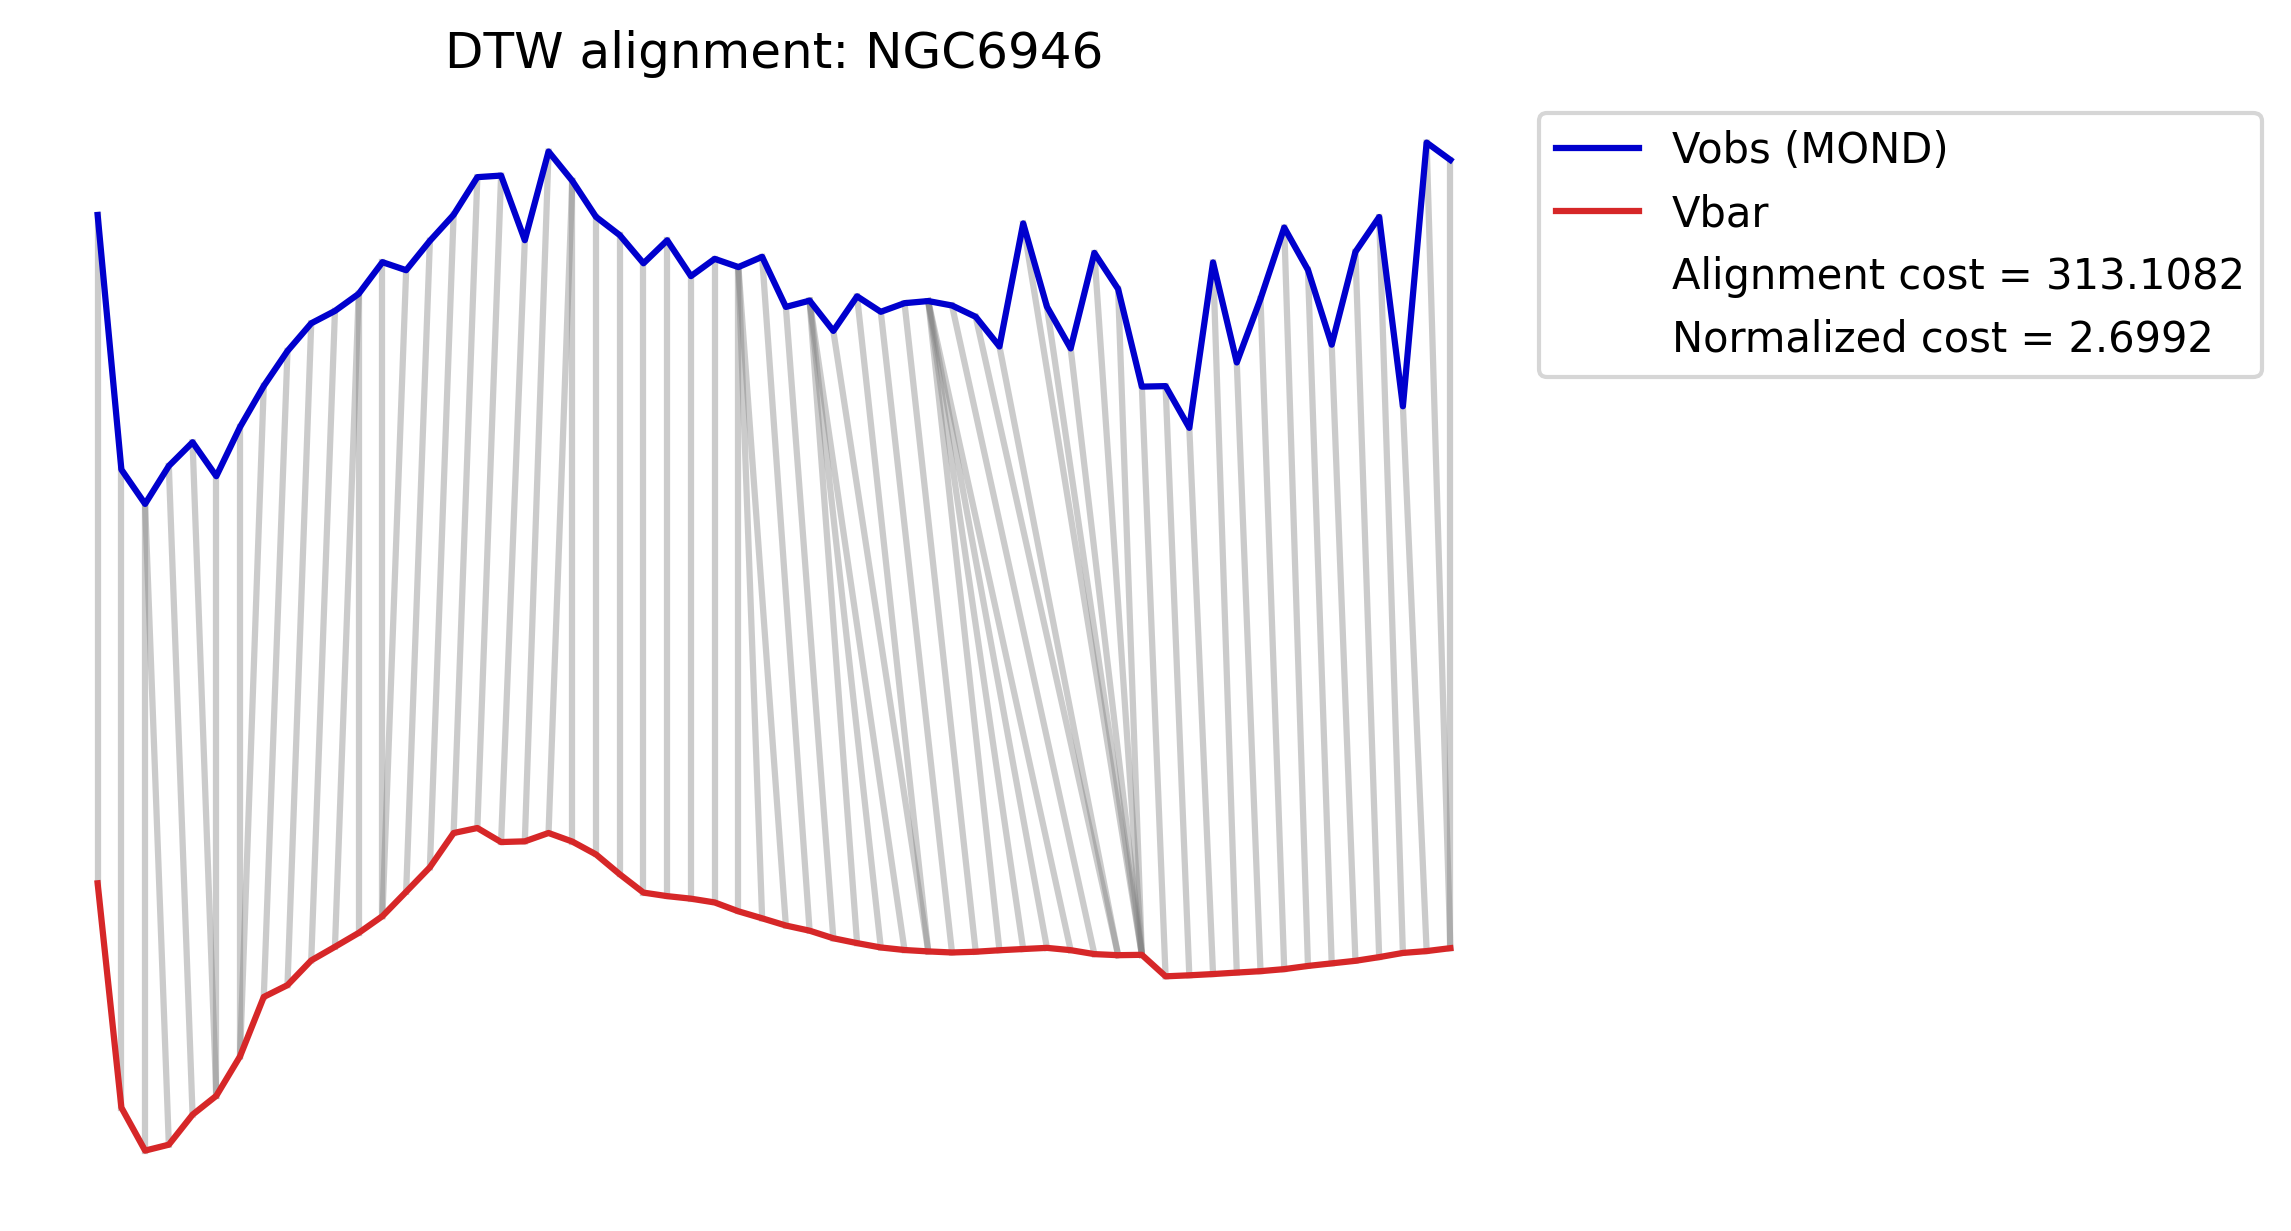 DTW alignment: NGC6946
Vobs (MOND)
Vbar
Alignment cost = 313.1082
Normalized cost = 2.6992